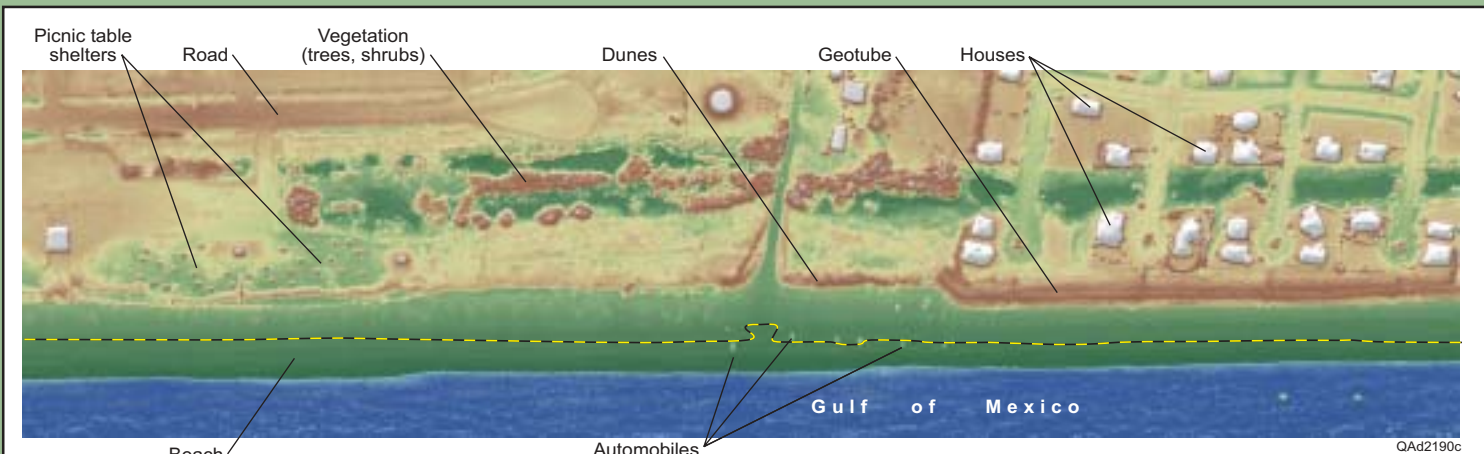 Picnic table
shelters
Road
Vegetation
(trees, shrubs)
Dunes
Geotube
Houses
Gulf of Mexico
Beach
Automobiles
QAd2190c